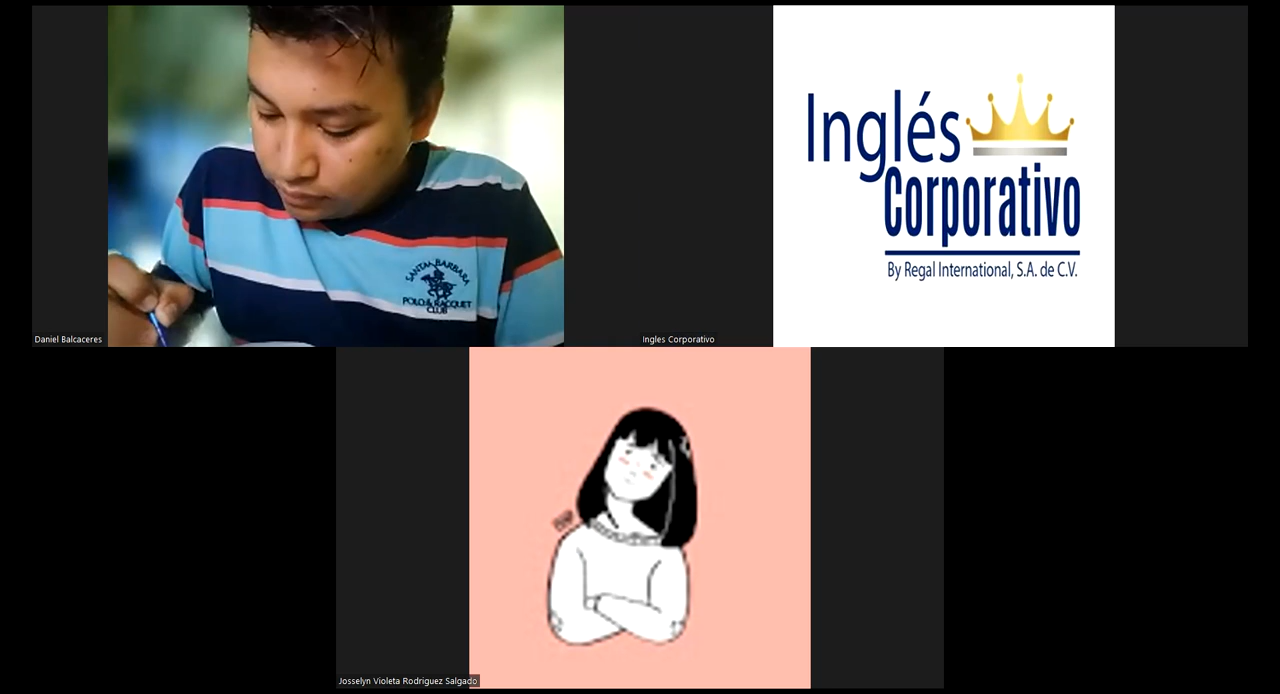 SANTA BARBARA
POLO & RACQUET
CLUB
Daniel Balcaceres
Inglés
Corporativo
By Regal International, S.A. de C.V.
Ingles Corporativo
Josselyn Violeta Rodriguez Salgado